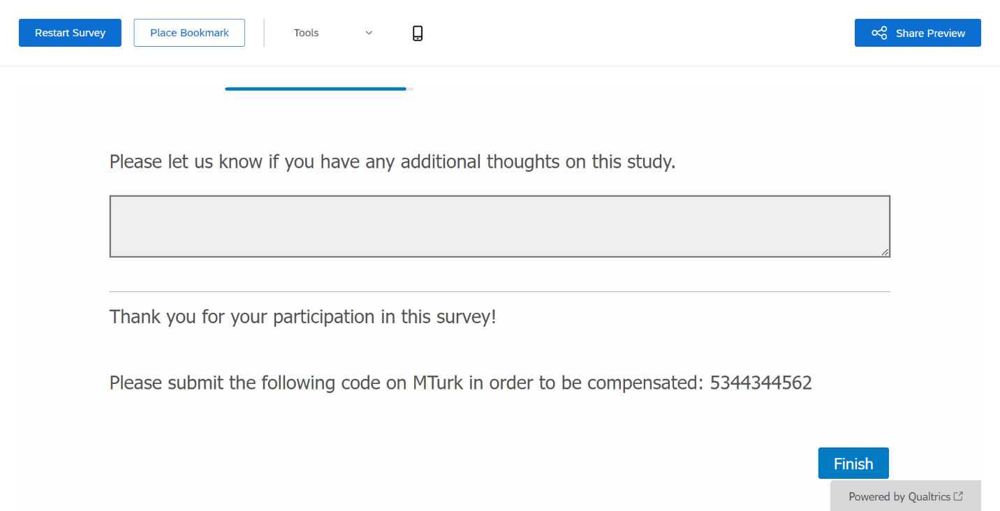 Restart Survey
Place Bookmark
Tools
Share Preview
Please let us know if you have any additional thoughts on this study.
Thank you for your participation in this survey!
Please submit the following code on MTurk in order to be compensated: 5344344562
Finish
Powered by Qualtrics